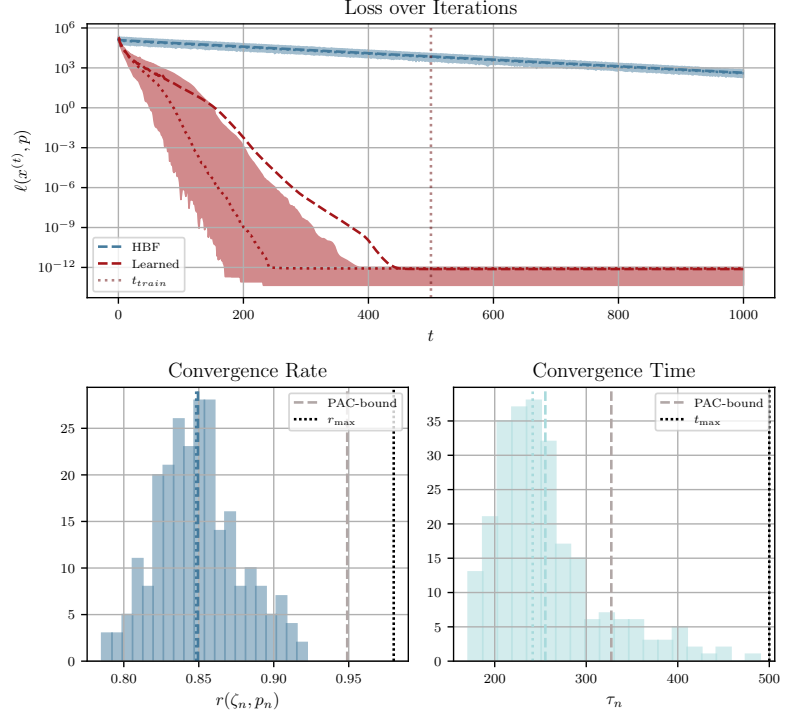 Loss over Iterations
10^6
10^3
10^0
10^−3
10^−6
10^−9
10^−12
ℓ(x^(t), p)
HBF
Learned
t_train
0 200 400 600 800 1000
t
Convergence Rate
25
20
15
10
5
0
PAC-bound
r_max
0.80 0.85 0.90 0.95
r(ζ_n, p_n)
Convergence Time
35
30
25
20
15
10
5
0
PAC-bound
t_max
200 300 400 500
τ_n